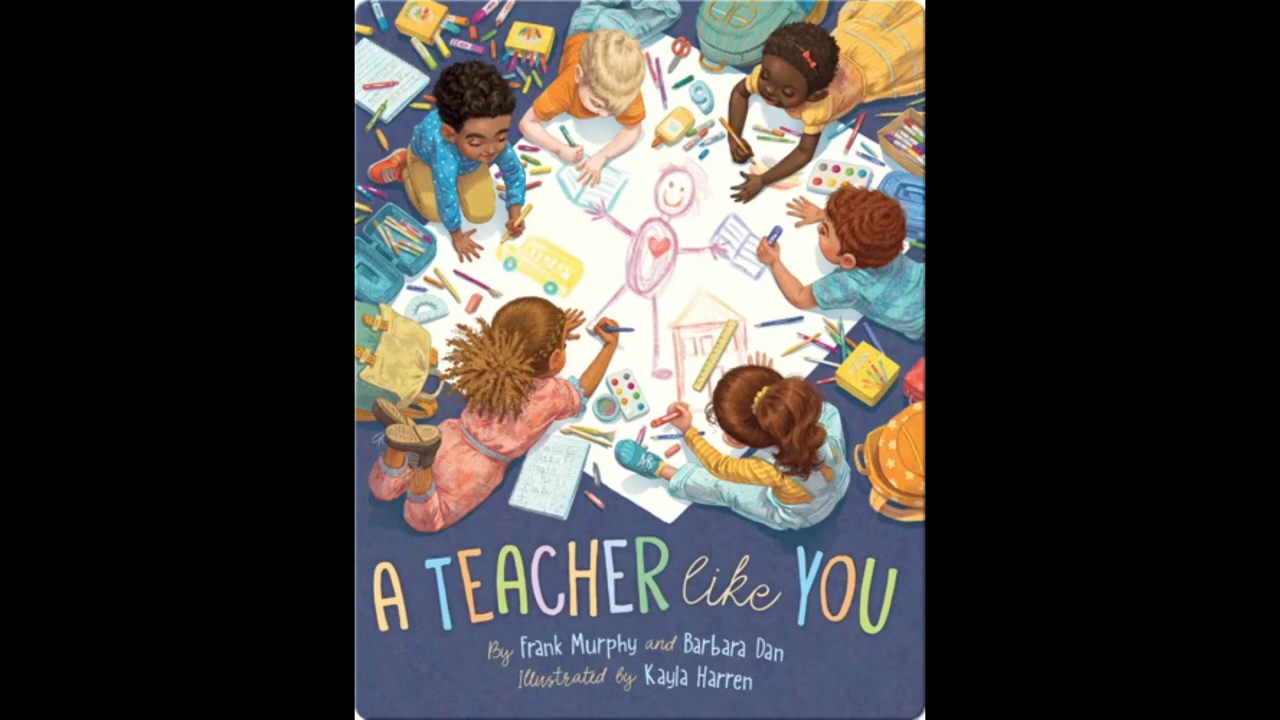 A TEACHER like YOU
By Frank Murphy and Barbara Dan
Illustrated by Kayla Harren